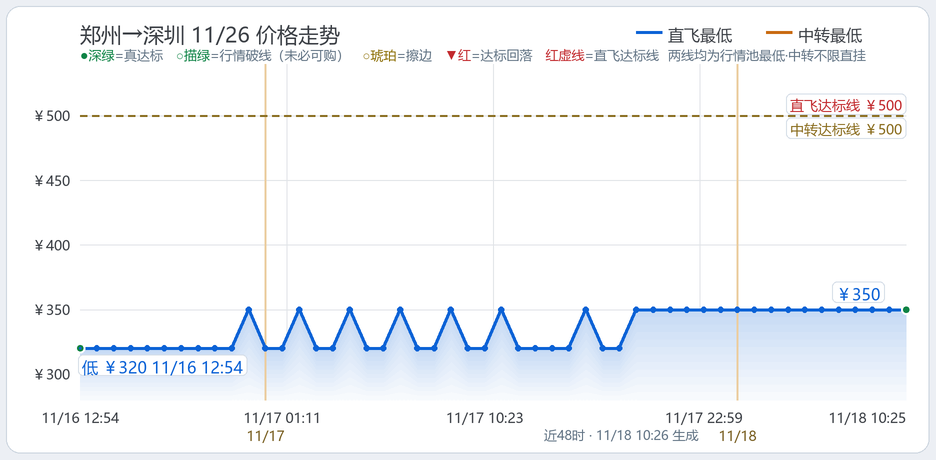 郑州→深圳 11/26 价格走势
直飞最低 中转最低
●深绿=真达标 ○描绿=行情破线（未必可购） ○琥珀=擦边 ▼红=达标回落 红虚线=直飞达标线 两线均为行情池最低·中转不限直挂
直飞达标线 ￥500
￥500
中转达标线 ￥500
￥450
￥400
￥350
￥350
低 ￥320 11/16 12:54
￥300
11/16 12:54 11/17 01:11 11/17 10:23 11/17 22:59 11/18 10:25
11/17 近48时 · 11/18 10:26 生成 11/18